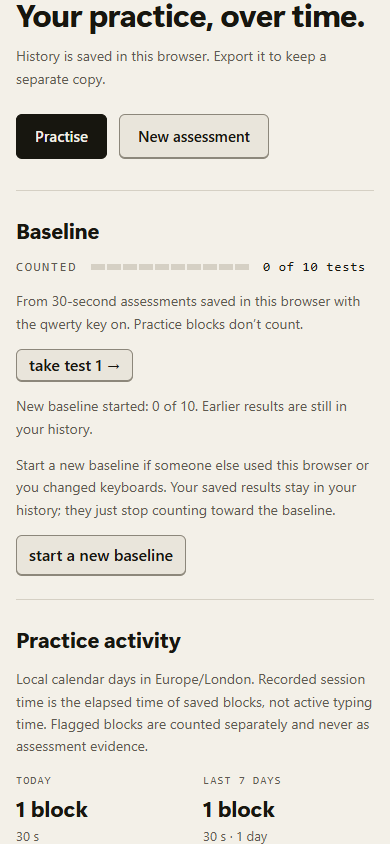 Your practice, over time.
History is saved in this browser. Export it to keep a
separate copy.
Practise
New assessment
Baseline
COUNTED 0 of 10 tests
From 30-second assessments saved in this browser with
the qwerty key on. Practice blocks don’t count.
take test 1 →
New baseline started: 0 of 10. Earlier results are still in
your history.
Start a new baseline if someone else used this browser or
you changed keyboards. Your saved results stay in your
history; they just stop counting toward the baseline.
start a new baseline
Practice activity
Local calendar days in Europe/London. Recorded session
time is the elapsed time of saved blocks, not active typing
time. Flagged blocks are counted separately and never as
assessment evidence.
TODAY LAST 7 DAYS
1 block 1 block
30 s 30 s · 1 day